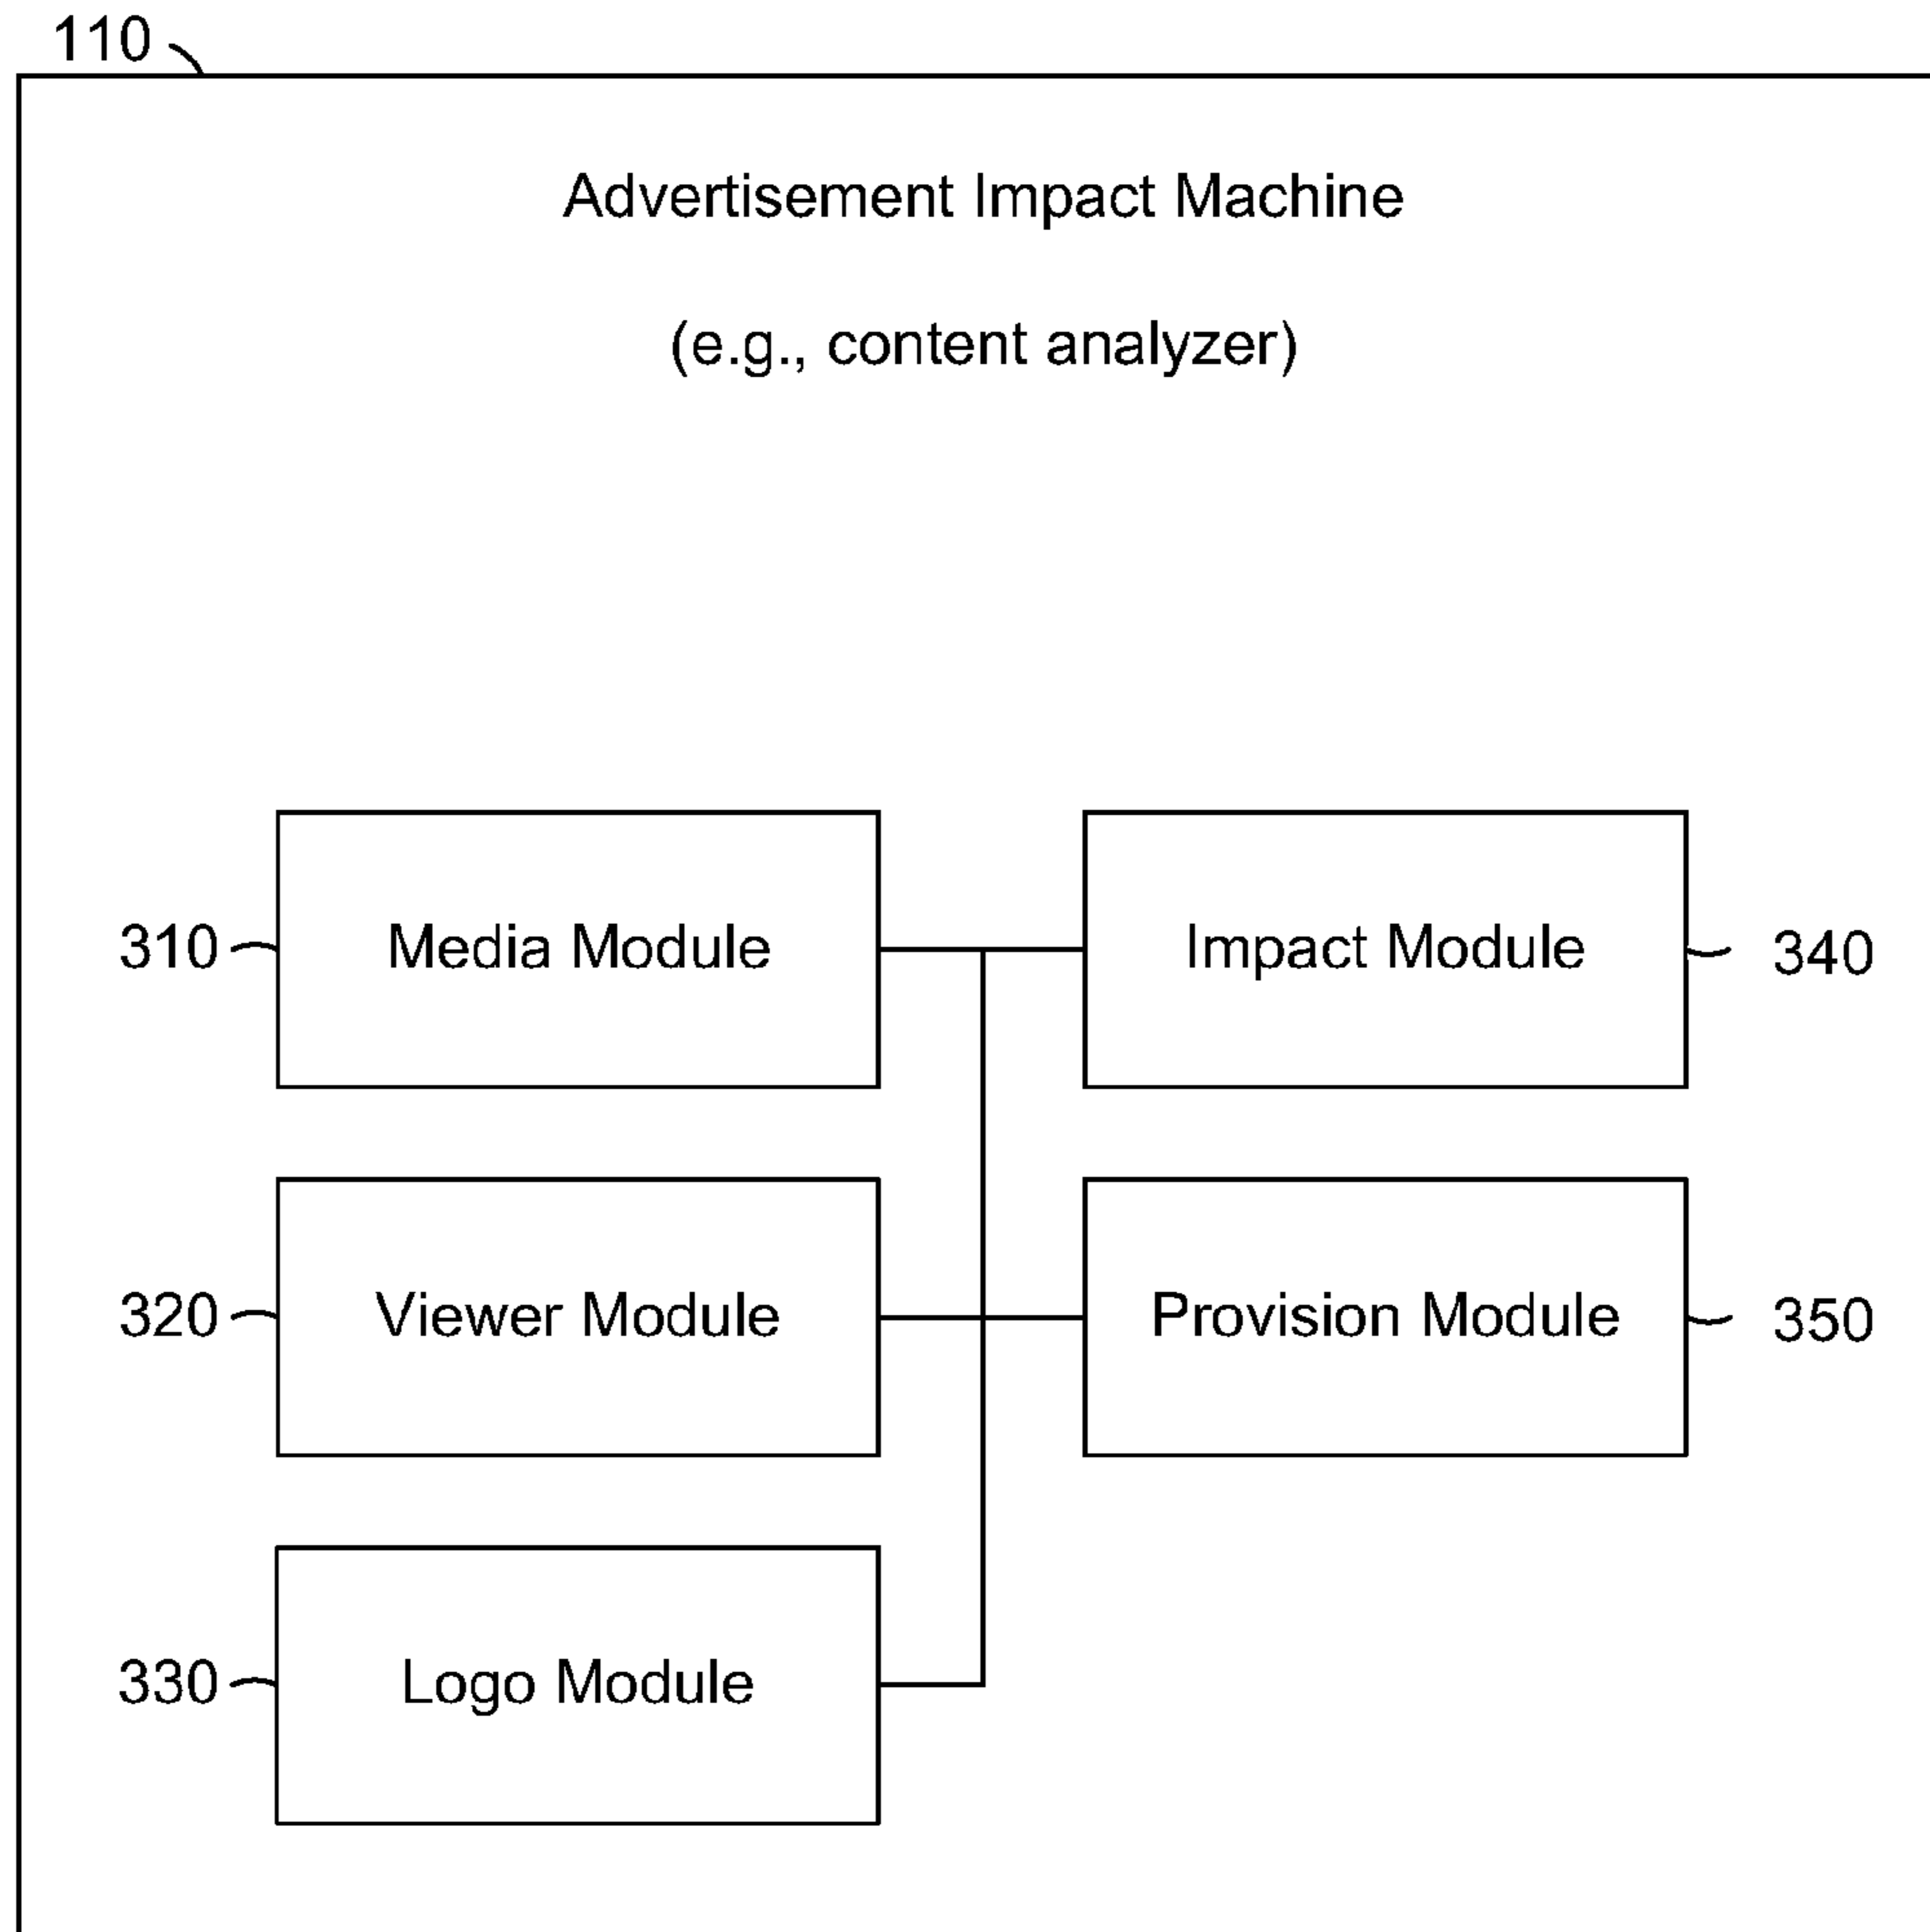 110
Advertisement Impact Machine
(e.g., content analyzer)
310
Media Module
Impact Module
340
320
Viewer Module
Provision Module
350
330
Logo Module